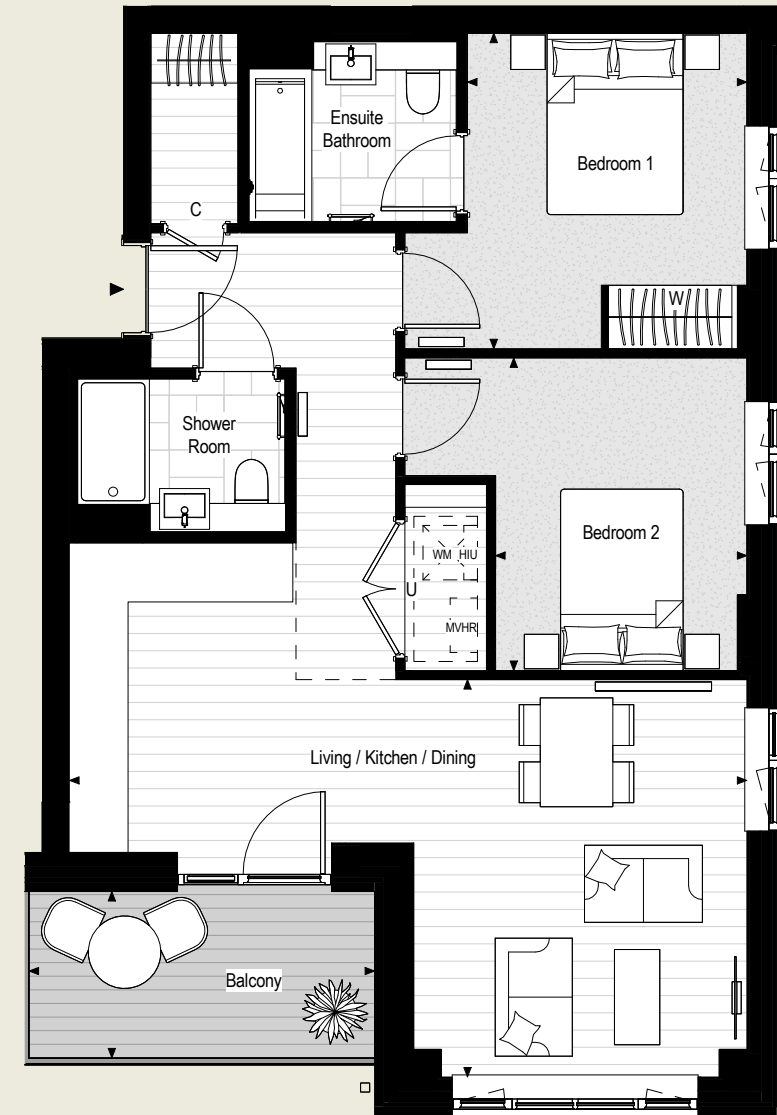 Ensuite
Bathroom
Bedroom 1
C
W
Shower
Room
Bedroom 2
WM HIU
U
MVHR
Living / Kitchen / Dining
Balcony